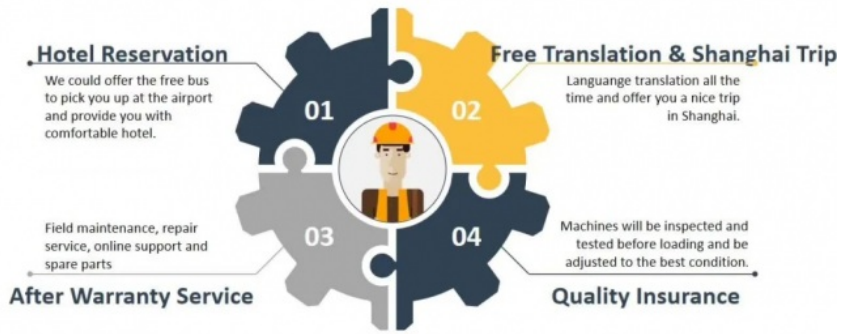 Hotel Reservation
We could offer the free bus
to pick you up at the airport
and provide you with
comfortable hotel.
01
Free Translation & Shanghai Trip
Languange translation all the
time and offer you a nice trip
in Shanghai.
02
Field maintenance, repair
service, online support and
spare parts
After Warranty Service
03
Machines will be inspected and
tested before loading and be
adjusted to the best condition.
Quality Insurance
04